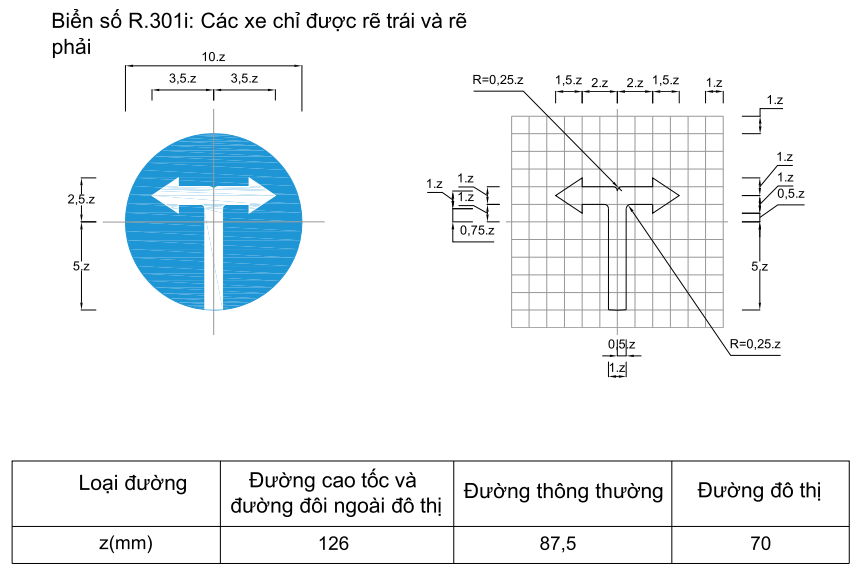 Biển số R.301i: Các xe chỉ được rẽ trái và rẽ
phải
10.z
3,5.z 3,5.z
2,5.z
5.z
R=0,25.z
1,5.z 2.z 2.z 1,5.z 1.z
1.z
1.z
1.z
1.z
0,75.z
1.z
1.z
0,5.z
5.z
R=0,25.z
0,5.z
1.z
Loại đường Đường cao tốc và đường đôi ngoài đô thị Đường thông thường Đường đô thị
z(mm) 126 87,5 70